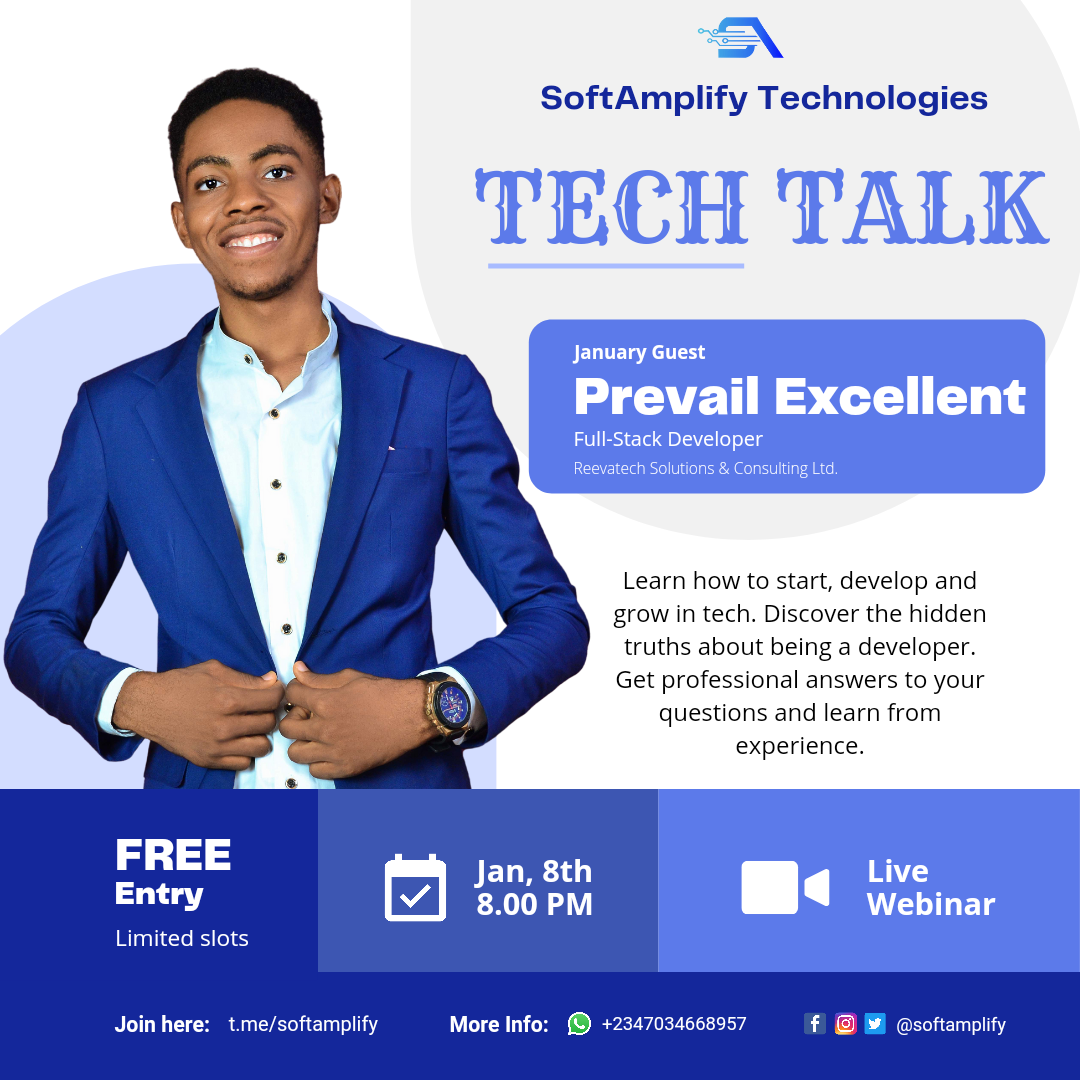 SoftAmplify Technologies
TECH TALK
January Guest
Prevail Excellent
Full-Stack Developer
Reevatech Solutions & Consulting Ltd.
Learn how to start, develop and
grow in tech. Discover the hidden
truths about being a developer.
Get professional answers to your
questions and learn from
experience.
FREE
Entry
Limited slots
Jan, 8th
8.00 PM
Live
Webinar
Join here: t.me/softamplify
More Info: +2347034668957
@softamplify